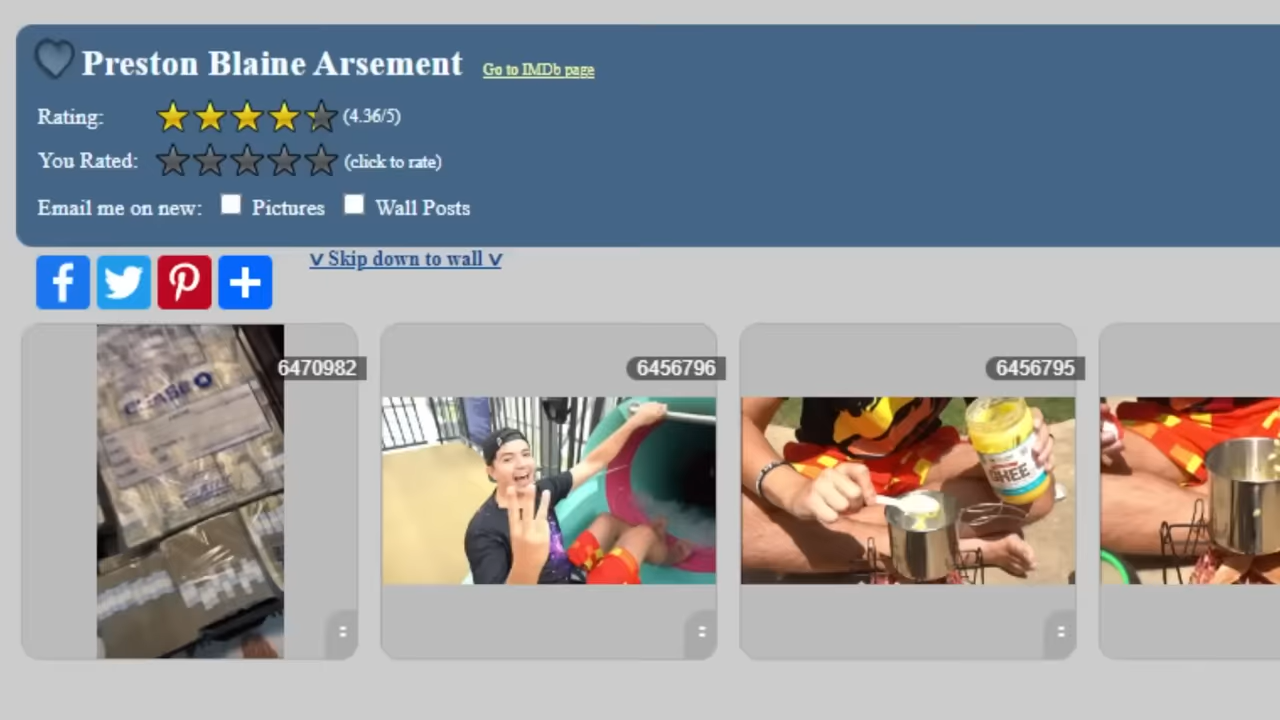 Preston Blaine Arsement Go to IMDb page
Rating: (4.36/5)
You Rated: (click to rate)
Email me on new: Pictures Wall Posts
v Skip down to wall v
6470982
6456796
6456795
CHASE
GHEE